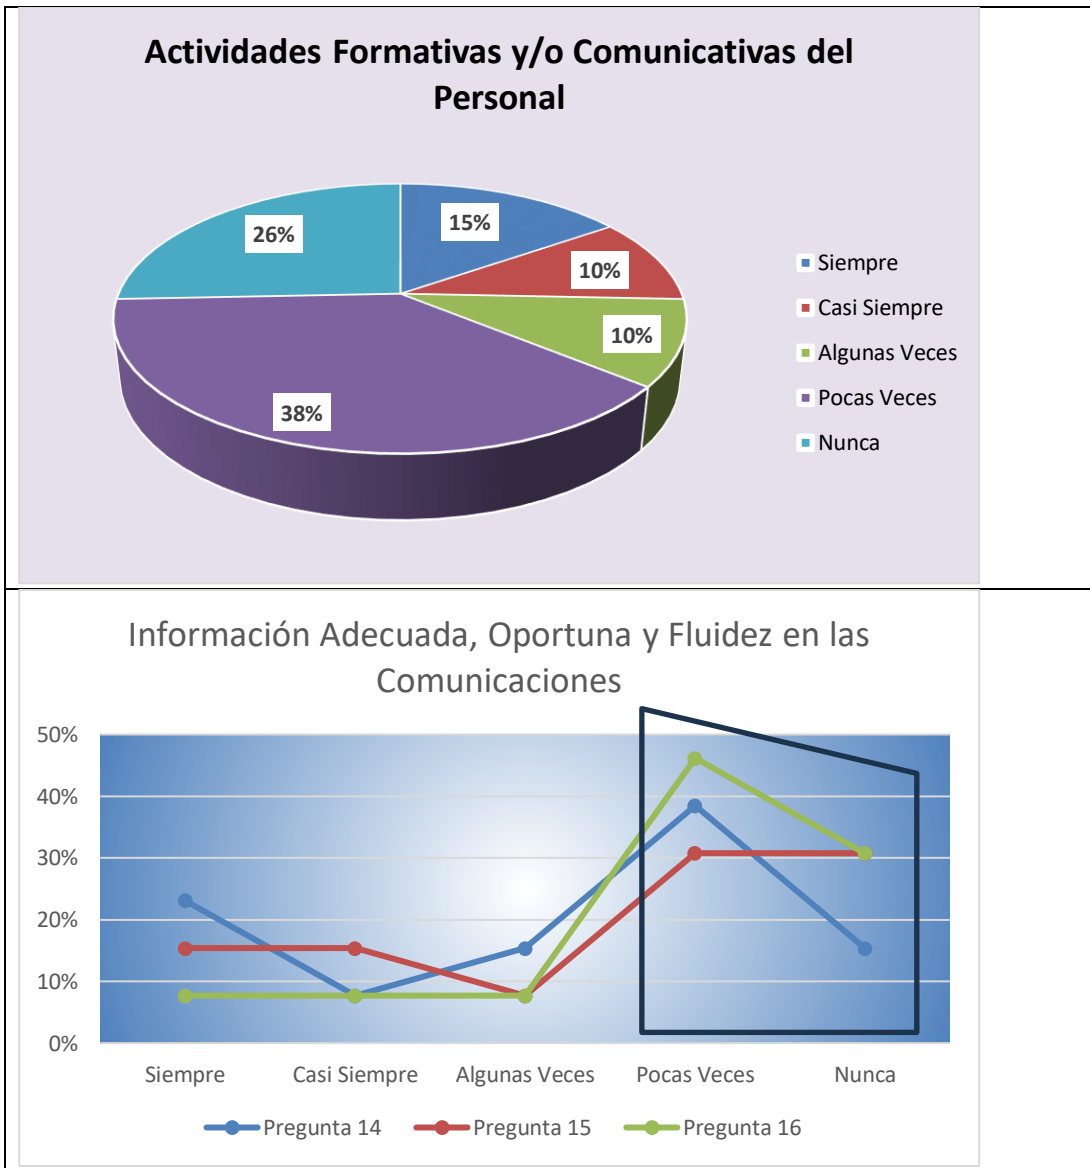 Actividades Formativas y/o Comunicativas del
Personal
15%
26%
10%
10%
38%
Siempre
Casi Siempre
Algunas Veces
Pocas Veces
Nunca
Información Adecuada, Oportuna y Fluidez en las
Comunicaciones
50%
40%
30%
20%
10%
0%
Siempre Casi Siempre Algunas Veces Pocas Veces Nunca
Pregunta 14 Pregunta 15 Pregunta 16